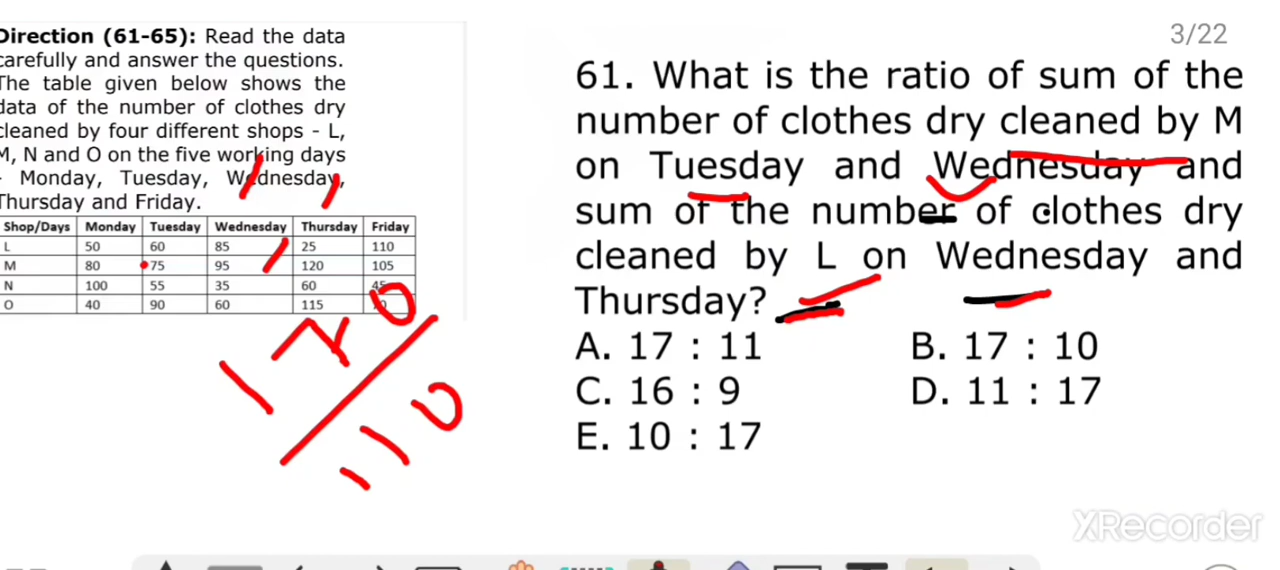 Direction (61-65): Read the data
carefully and answer the questions.
The table given below shows the
data of the number of clothes dry
cleaned by four different shops - L,
M, N and O on the five working days
- Monday, Tuesday, Wednesday,
Thursday and Friday.
Shop/Days Monday Tuesday Wednesday Thursday Friday
L 50 60 85 25 110
M 80 75 95 120 105
N 100 55 35 60 45
O 40 90 60 115
170
110
3/22
61. What is the ratio of sum of the
number of clothes dry cleaned by M
on Tuesday and Wednesday and
sum of the number of clothes dry
cleaned by L on Wednesday and
Thursday?
A. 17 : 11 B. 17 : 10
C. 16 : 9 D. 11 : 17
E. 10 : 17
XRecorder